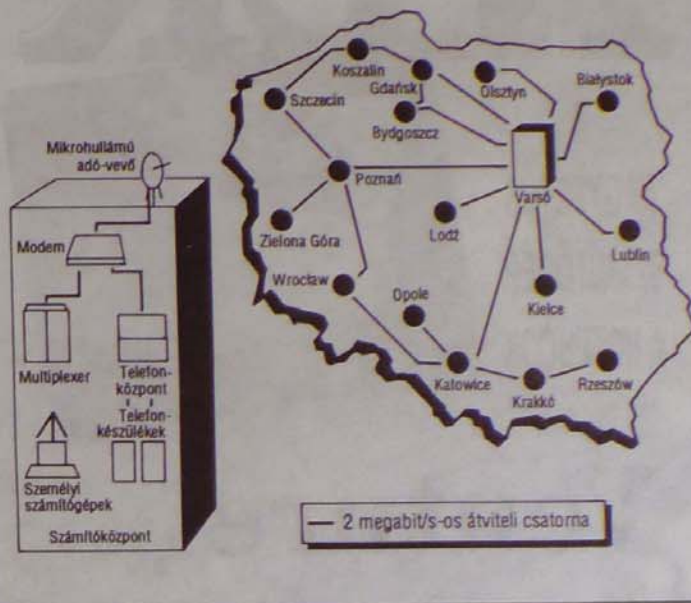 Mikrohullámú
adó-vevő
Modem
Multiplexer
Telefon-
központ
Telefon-
készülékek
Személyi
számítógépek
Számítóközpont
Koszalin
Gdańsk
Szczecin
Bydgoszcz
Olsztyn
Białystok
Poznań
Varsó
Zielona Góra
Lodź
Lublin
Wrocław
Opole
Kielce
Katowice
Krakkó
Rzeszów
2 megabit/s-os átviteli csatorna